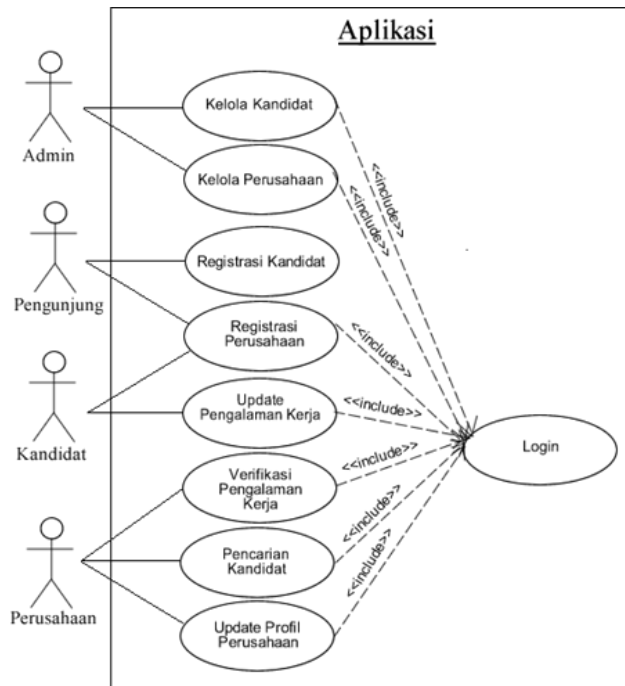 Aplikasi
Admin
Kelola Kandidat
Kelola Perusahaan
<<include>>
<<include>>
Pengunjung
Registrasi Kandidat
Registrasi
Perusahaan
<<include>>
Kandidat
Update
Pengalaman Kerja
<<include>>
Login
Verifikasi
Pengalaman
Kerja
<<include>>
Perusahaan
Pencarian
Kandidat
<<include>>
Update Profil
Perusahaan
<<include>>